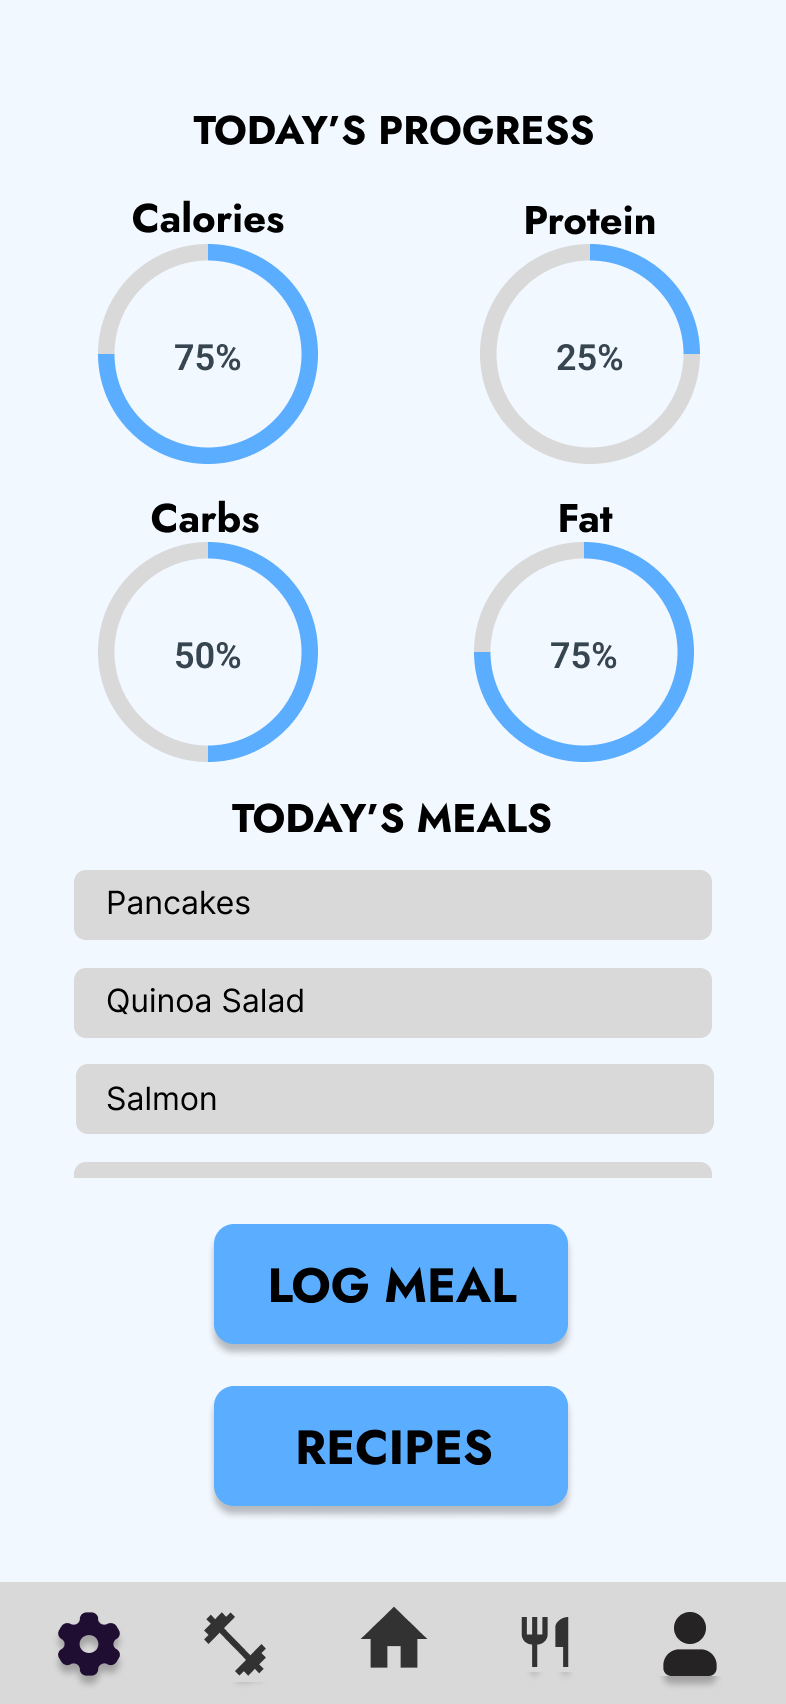 TODAY’S PROGRESS
Calories
Protein
75%
25%
Carbs
Fat
50%
75%
TODAY’S MEALS
Pancakes
Quinoa Salad
Salmon
LOG MEAL
RECIPES